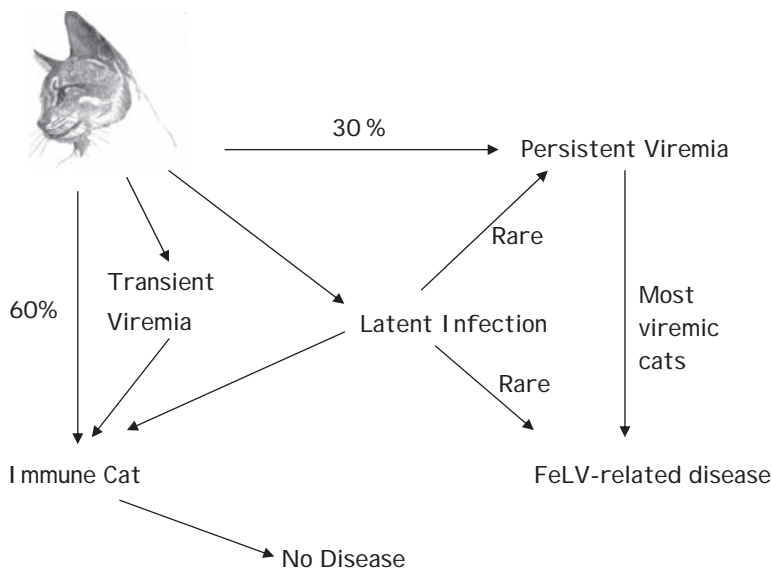 30%
Persistent Viremia
Rare
Transient
Viremia
60%
Latent Infection
Most
viremic
cats
Rare
Immune Cat
FeLV-related disease
No Disease